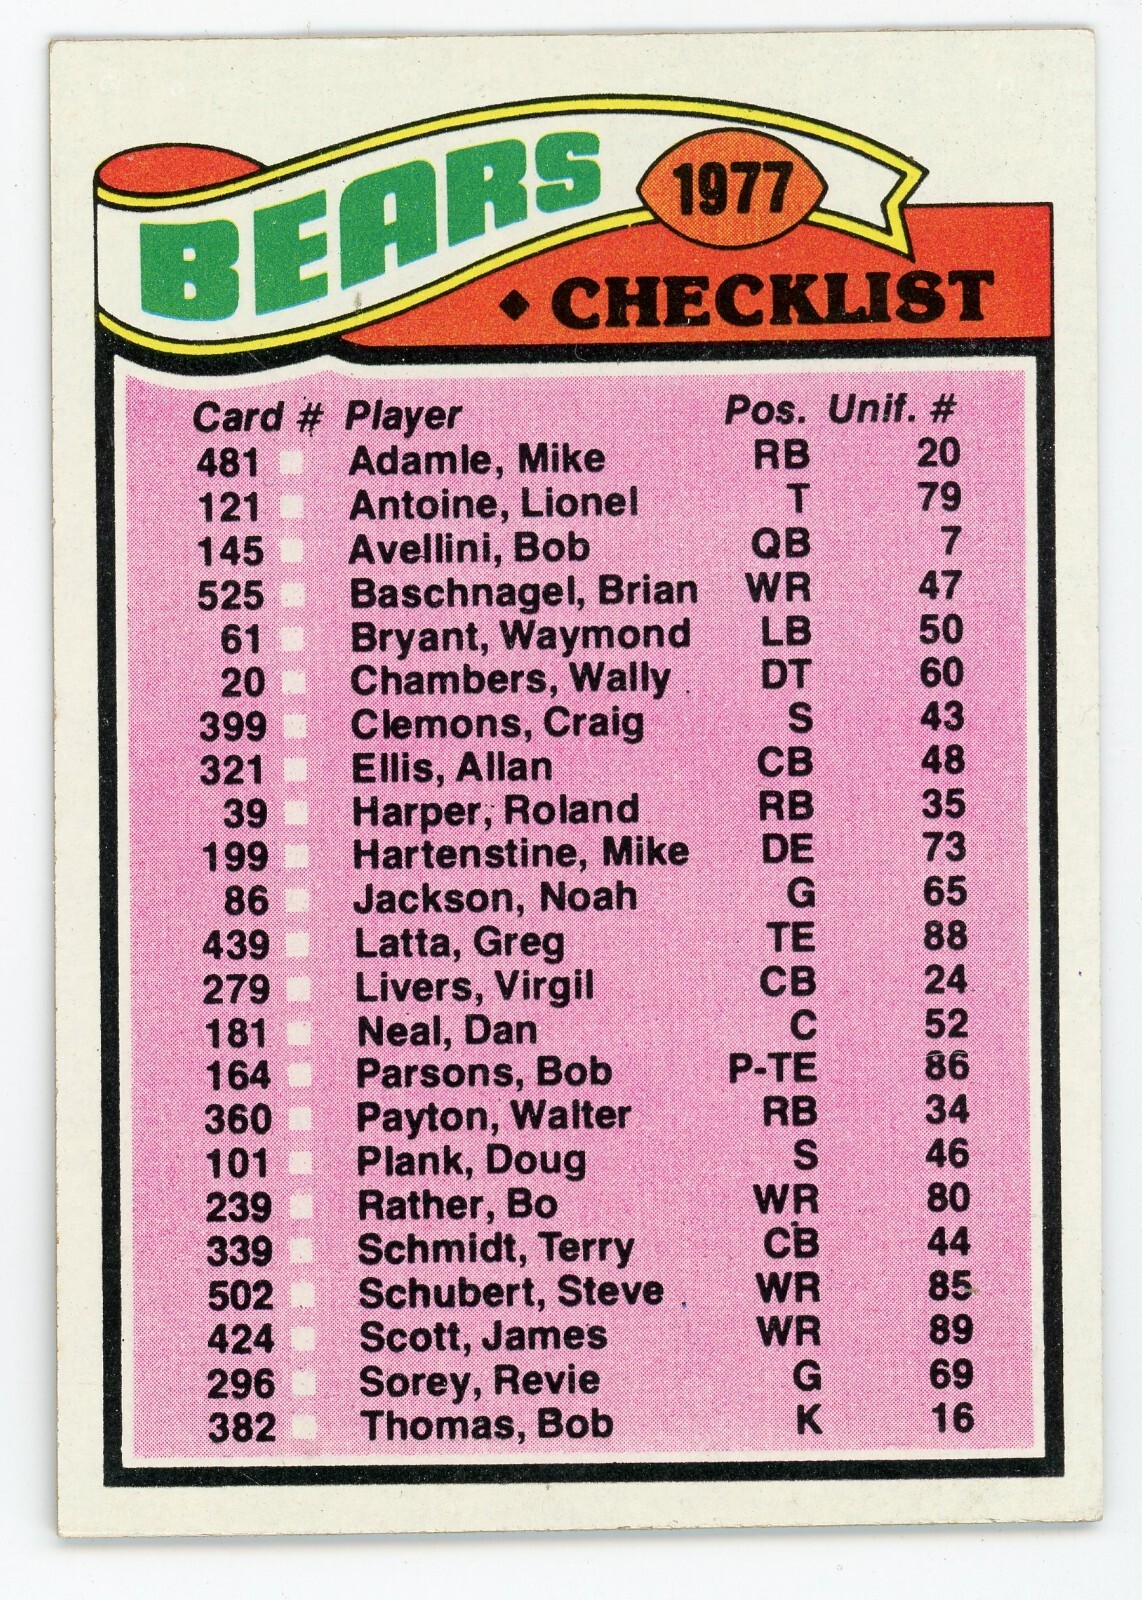 BEARS
1977
CHECKLIST
Card # Player Pos. Unif. #
481 Adamle, Mike RB 20
121 Antoine, Lionel T 79
145 Avellini, Bob QB 7
525 Baschnagel, Brian WR 47
61 Bryant, Waymond LB 50
20 Chambers, Wally DT 60
399 Clemons, Craig S 43
321 Ellis, Allan CB 48
39 Harper, Roland RB 35
199 Hartenstine, Mike DE 73
86 Jackson, Noah G 65
439 Latta, Greg TE 88
279 Livers, Virgil CB 24
181 Neal, Dan C 52
164 Parsons, Bob P-TE 86
360 Payton, Walter RB 34
101 Plank, Doug S 46
239 Rather, Bo WR 80
339 Schmidt, Terry CB 44
502 Schubert, Steve WR 85
424 Scott, James WR 89
296 Sorey, Revie G 69
382 Thomas, Bob K 16